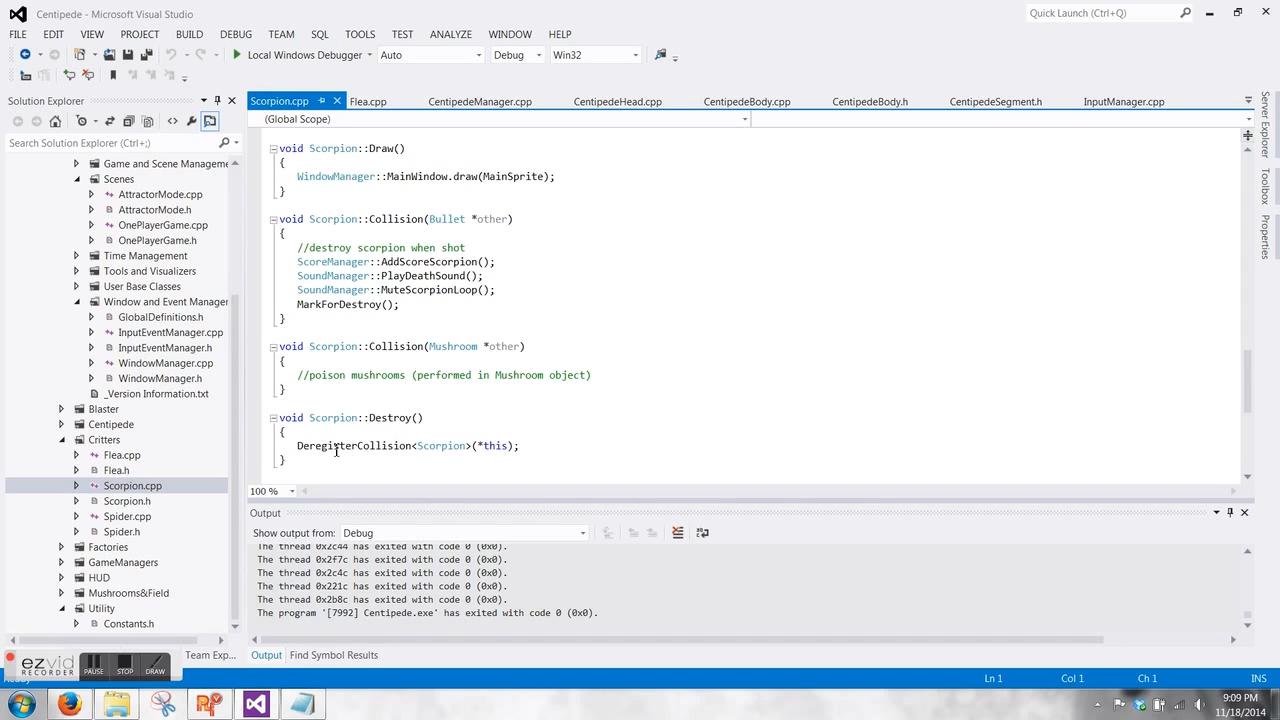 Centipede - Microsoft Visual Studio
Quick Launch (Ctrl+Q)
FILE EDIT VIEW PROJECT BUILD DEBUG TEAM SQL TOOLS TEST ANALYZE WINDOW HELP
Local Windows Debugger Auto Debug Win32
Solution Explorer
Search Solution Explorer (Ctrl+;)
Game and Scene Manageme
Scenes
AttractorMode.cpp
AttractorMode.h
OnePlayerGame.cpp
OnePlayerGame.h
Time Management
Tools and Visualizers
User Base Classes
Window and Event Manager
GlobalDefinitions.h
InputEventManager.cpp
InputEventManager.h
WindowManager.cpp
WindowManager.h
_Version Information.txt
Blaster
Centipede
Critters
Flea.cpp
Flea.h
Scorpion.cpp
Scorpion.h
Spider.cpp
Spider.h
Factories
GameManagers
HUD
Mushrooms&Field
Utility
Constants.h
Team Exp...
Scorpion.cpp Flea.cpp CentipedeManager.cpp CentipedeHead.cpp CentipedeBody.cpp CentipedeBody.h CentipedeSegment.h InputManager.cpp
(Global Scope)
void Scorpion::Draw()
{
WindowManager::MainWindow.draw(MainSprite);
}
void Scorpion::Collision(Bullet *other)
{
//destroy scorpion when shot
ScoreManager::AddScoreScorpion();
SoundManager::PlayDeathSound();
SoundManager::MuteScorpionLoop();
MarkForDestroy();
}
void Scorpion::Collision(Mushroom *other)
{
//poison mushrooms (performed in Mushroom object)
}
void Scorpion::Destroy()
{
DeregisterCollision<Scorpion>(*this);
}
100 %
Output
Show output from: Debug
The thread 0x2c44 has exited with code 0 (0x0).
The thread 0x2f7c has exited with code 0 (0x0).
The thread 0x2c4c has exited with code 0 (0x0).
The thread 0x221c has exited with code 0 (0x0).
The thread 0x2b8c has exited with code 0 (0x0).
The program '[7992] Centipede.exe' has exited with code 0 (0x0).
Output Find Symbol Results
Server Explorer
Toolbox
Properties
ezvid
RECORDER
PAUSE STOP DRAW
Ln 1 Col 1 Ch 1 INS
9:09 PM
11/18/2014